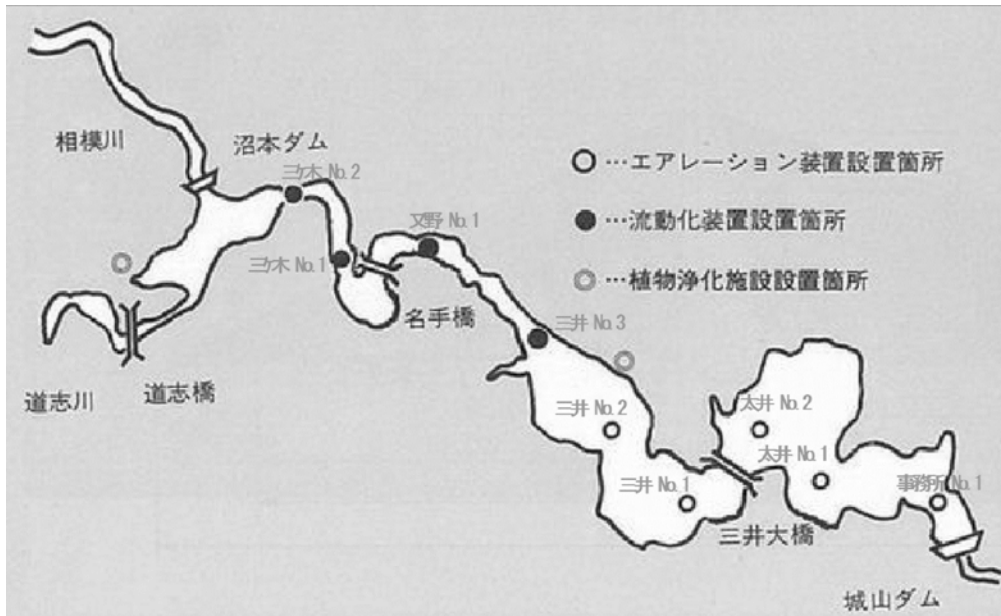 相模川
沼本ダム
三ケ木 No.2
○…エアレーション装置設置箇所
●…流動化装置設置箇所
又野 No.1
三ケ木 No.1
◎…植物浄化施設設置箇所
名手橋
三井 No.3
道志川
道志橋
三井 No.2
太井 No.2
太井 No.1
三井 No.1
事務所 No.1
三井大橋
城山ダム